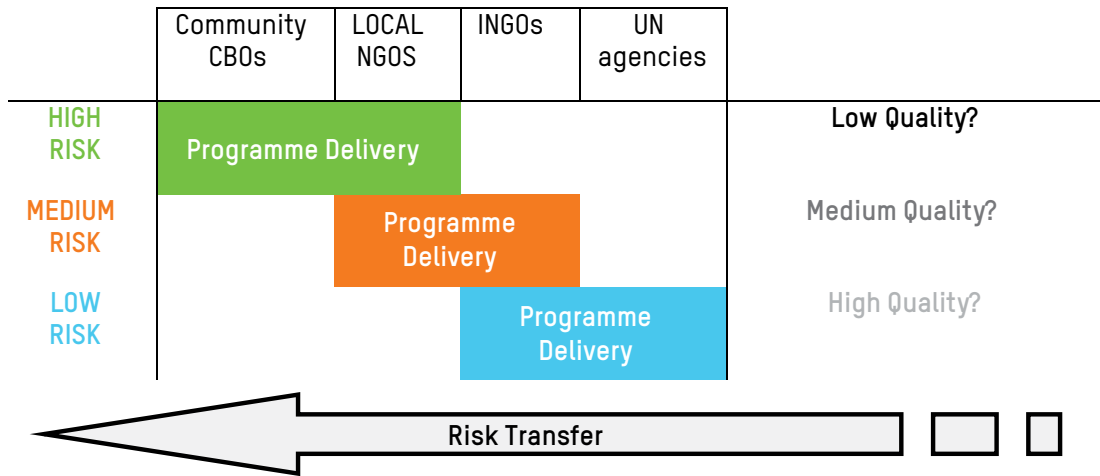 Community CBOs
LOCAL NGOS
INGOs
UN agencies
HIGH RISK
Programme Delivery
Low Quality?
MEDIUM RISK
Programme Delivery
Medium Quality?
LOW RISK
Programme Delivery
High Quality?
Risk Transfer